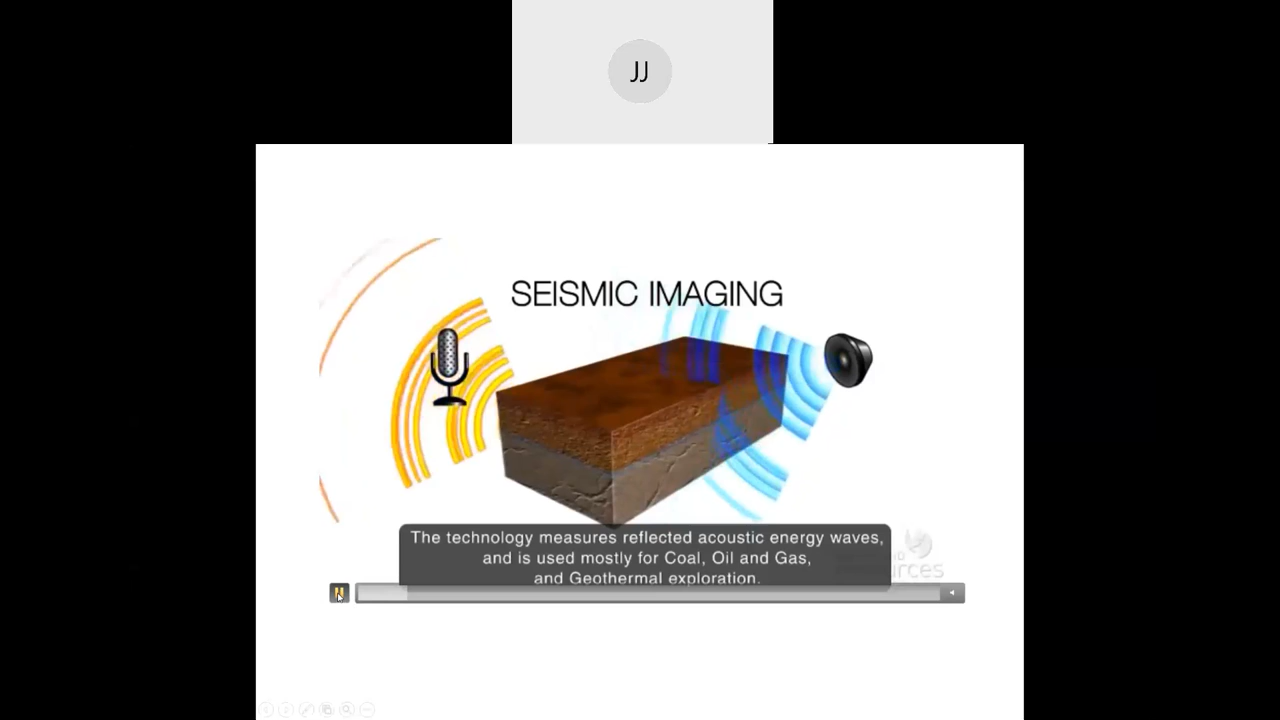 JJ
SEISMIC IMAGING
The technology measures reflected acoustic energy waves,
and is used mostly for Coal, Oil and Gas,
and Geothermal exploration.